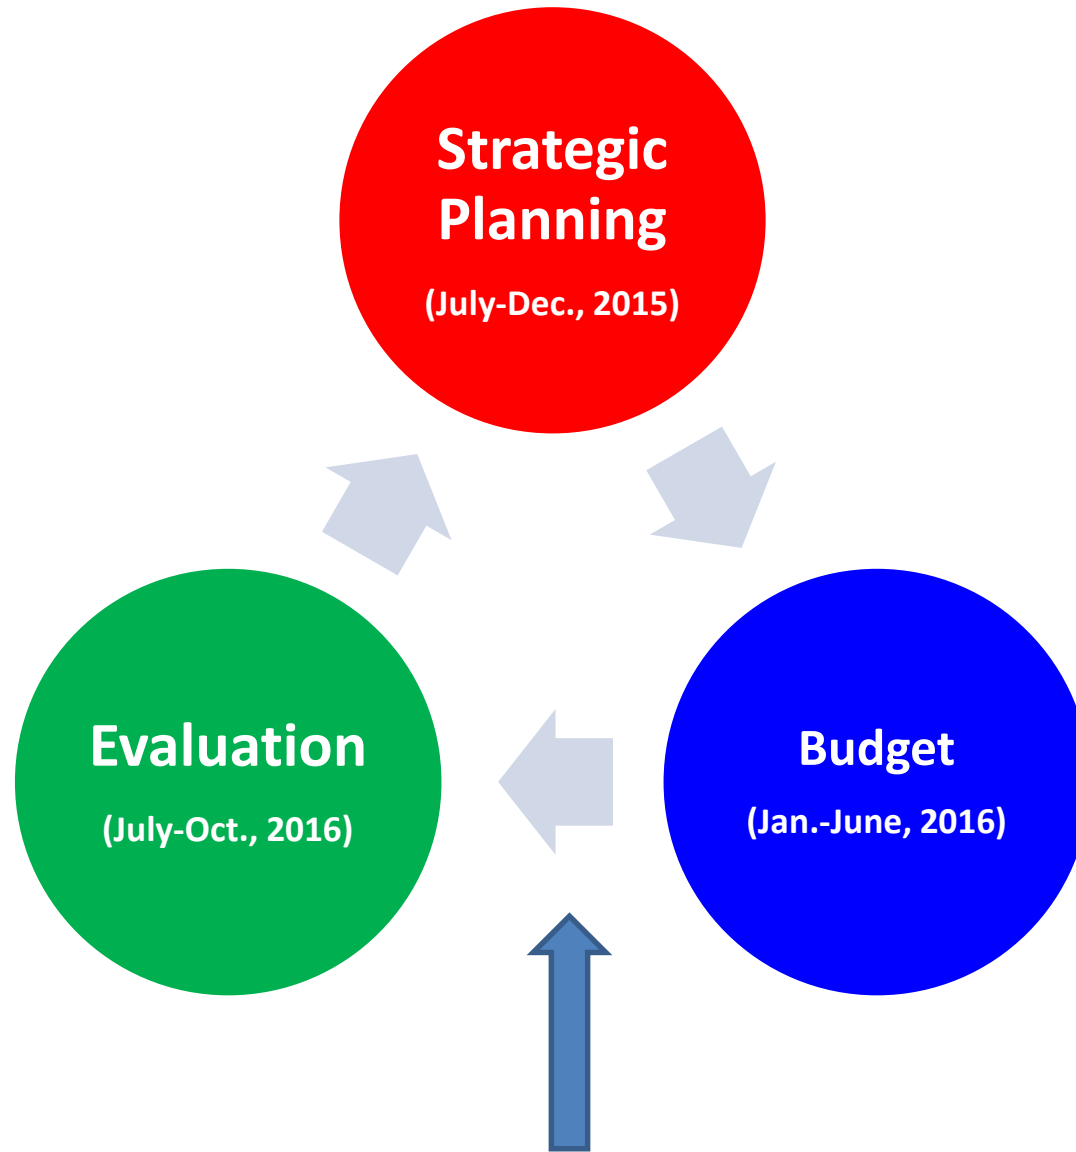 Strategic
Planning
(July-Dec., 2015)
Evaluation
(July-Oct., 2016)
Budget
(Jan.-June, 2016)